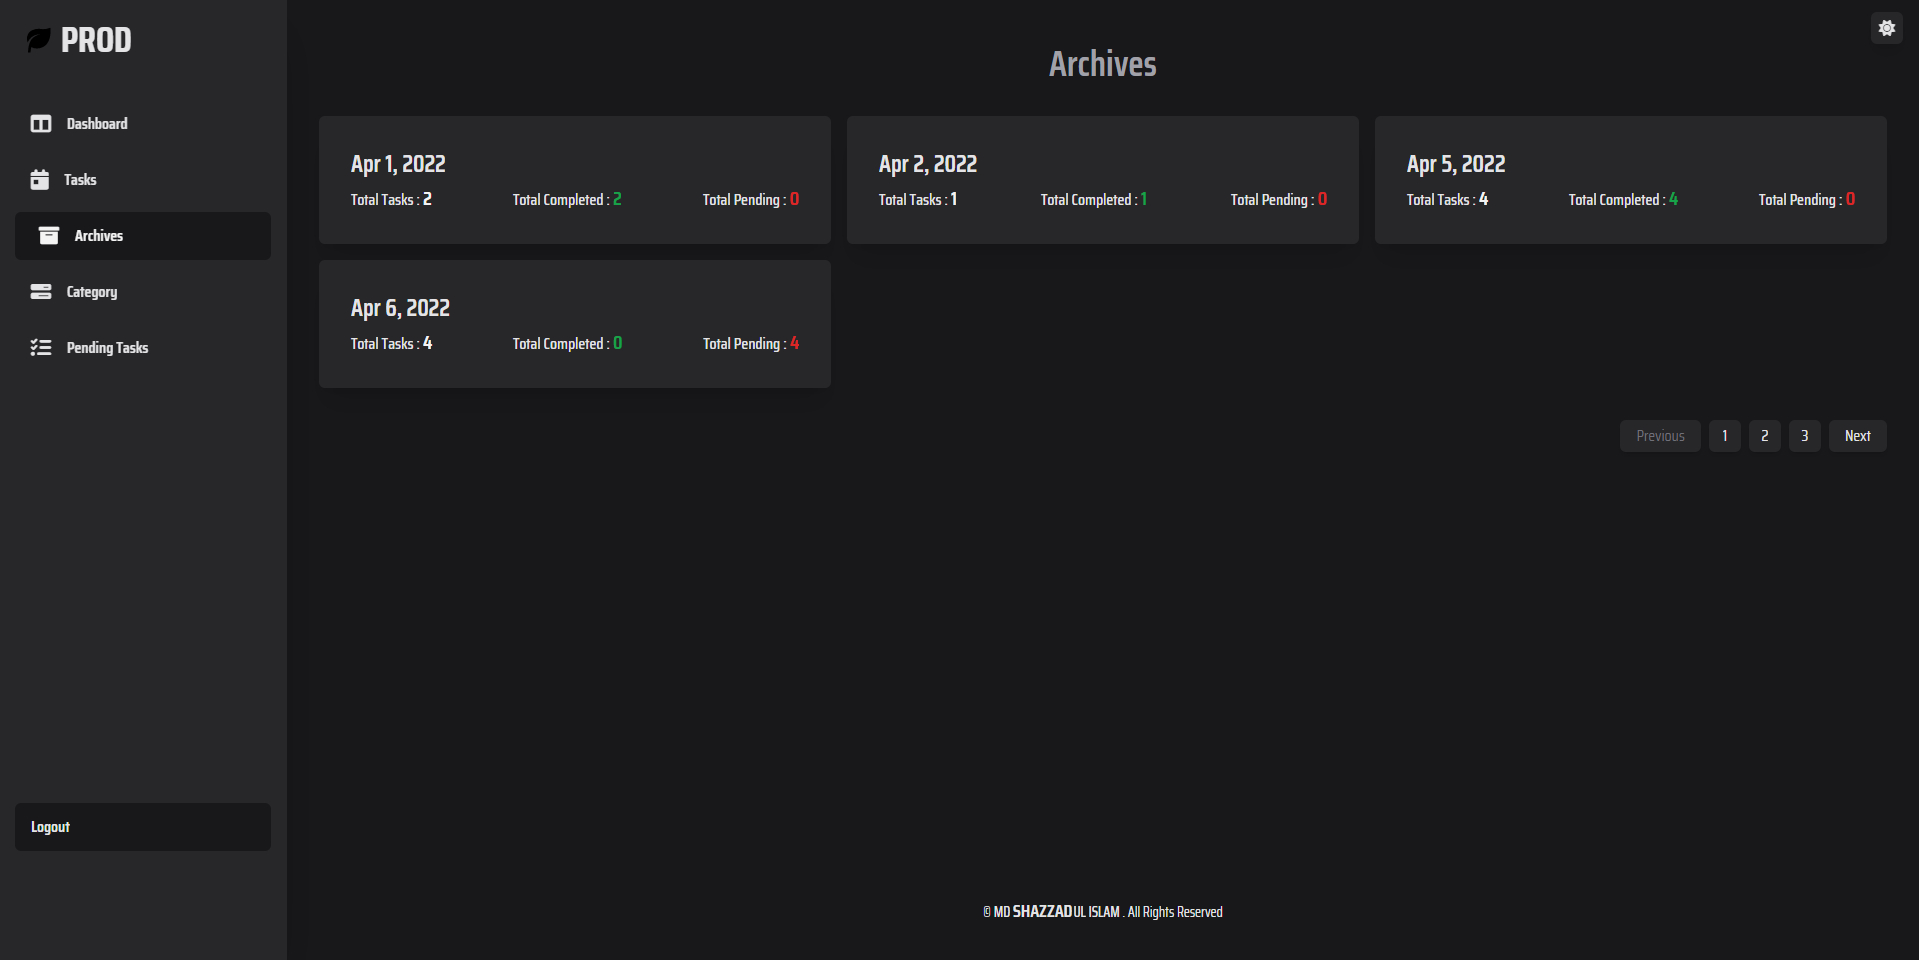 PROD
Dashboard
Tasks
Archives
Category
Pending Tasks
Logout
Archives
Apr 1, 2022
Total Tasks : 2 Total Completed : 2 Total Pending : 0
Apr 2, 2022
Total Tasks : 1 Total Completed : 1 Total Pending : 0
Apr 5, 2022
Total Tasks : 4 Total Completed : 4 Total Pending : 0
Apr 6, 2022
Total Tasks : 4 Total Completed : 0 Total Pending : 4
Previous 1 2 3 Next
© MD SHAZZAD UL ISLAM . All Rights Reserved